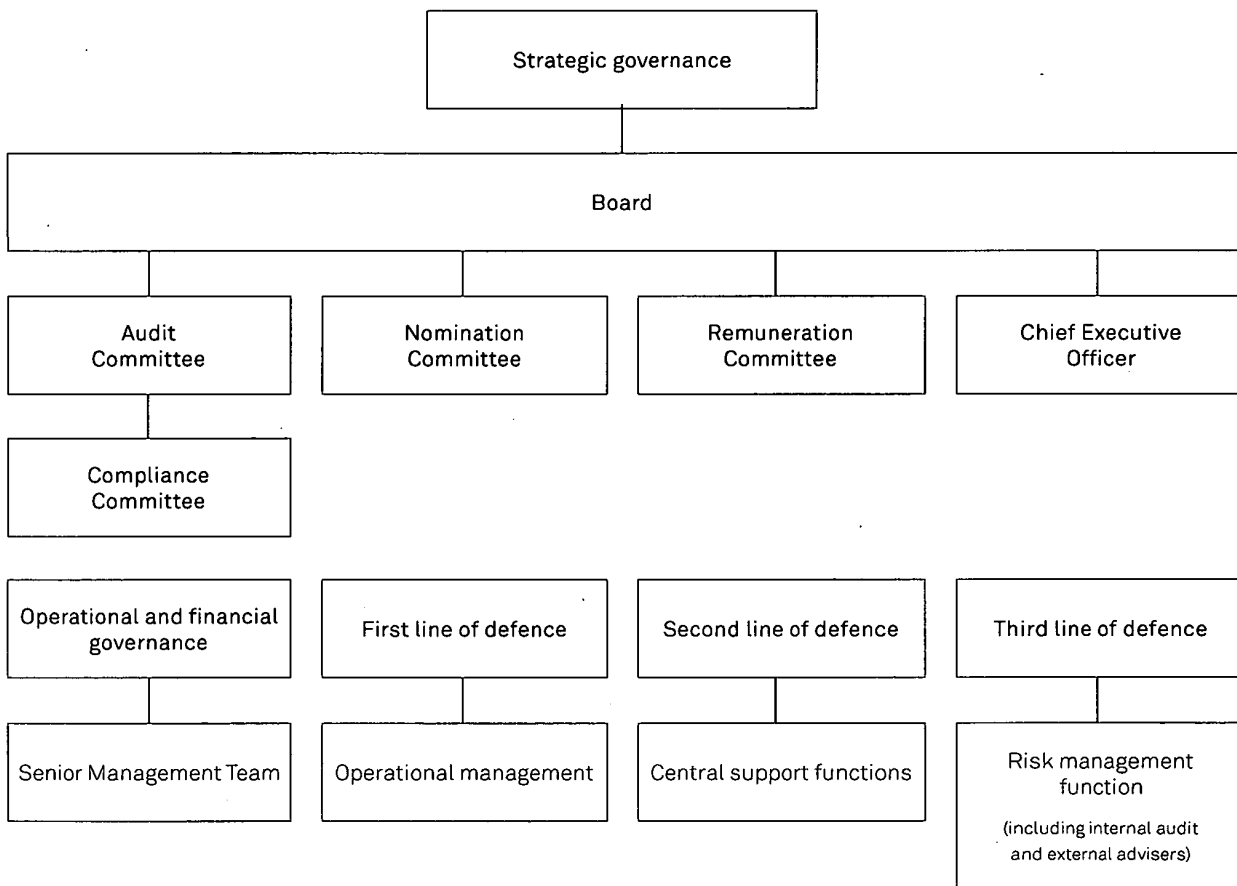 Strategic governance
Board
Audit
Committee
Nomination
Committee
Remuneration
Committee
Chief Executive
Officer
Compliance
Committee
Operational and financial
governance
First line of defence
Second line of defence
Third line of defence
Senior Management Team
Operational management
Central support functions
Risk management
function
(including internal audit
and external advisers)